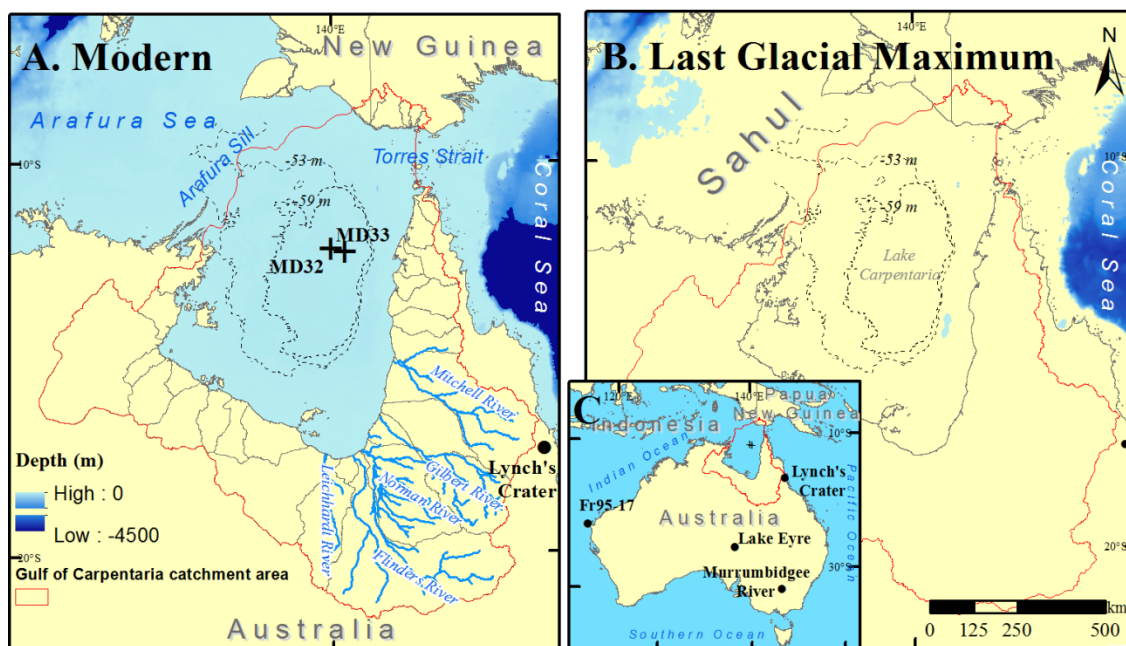 140°E
A. Modern
New Guinea
Arafura Sea
10°S
Arafura Sill
Torres Strait
-53 m
-59 m
MD33
MD32
Coral Sea
Mitchell River
Gilbert River
Norman River
Leichhardt River
Flinders River
Lynch's
Crater
Depth (m)
High : 0
Low : -4500
20°S
Gulf of Carpentaria catchment area
Australia
140°E
B. Last Glacial Maximum
N
Sahul
10°S
-53 m
-59 m
Lake
Carpentaria
Coral Sea
20°S
km
0 125 250 500
C
120°E
140°E
Papua
New Guinea
Indonesia
10°S
Indian Ocean
Pacific Ocean
Lynch's
Crater
Fr95-17
Australia
Lake Eyre
Murrumbidgee
River
30°S
Southern Ocean